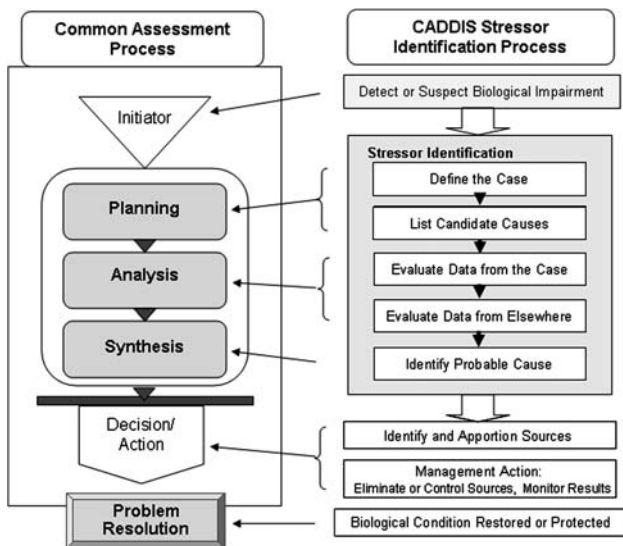 Common Assessment
Process
Initiator
Planning
Analysis
Synthesis
Decision/
Action
Problem
Resolution
CADDIS Stressor
Identification Process
Detect or Suspect Biological Impairment
Stressor Identification
Define the Case
List Candidate Causes
Evaluate Data from the Case
Evaluate Data from Elsewhere
Identify Probable Cause
Identify and Apportion Sources
Management Action:
Eliminate or Control Sources, Monitor Results
Biological Condition Restored or Protected